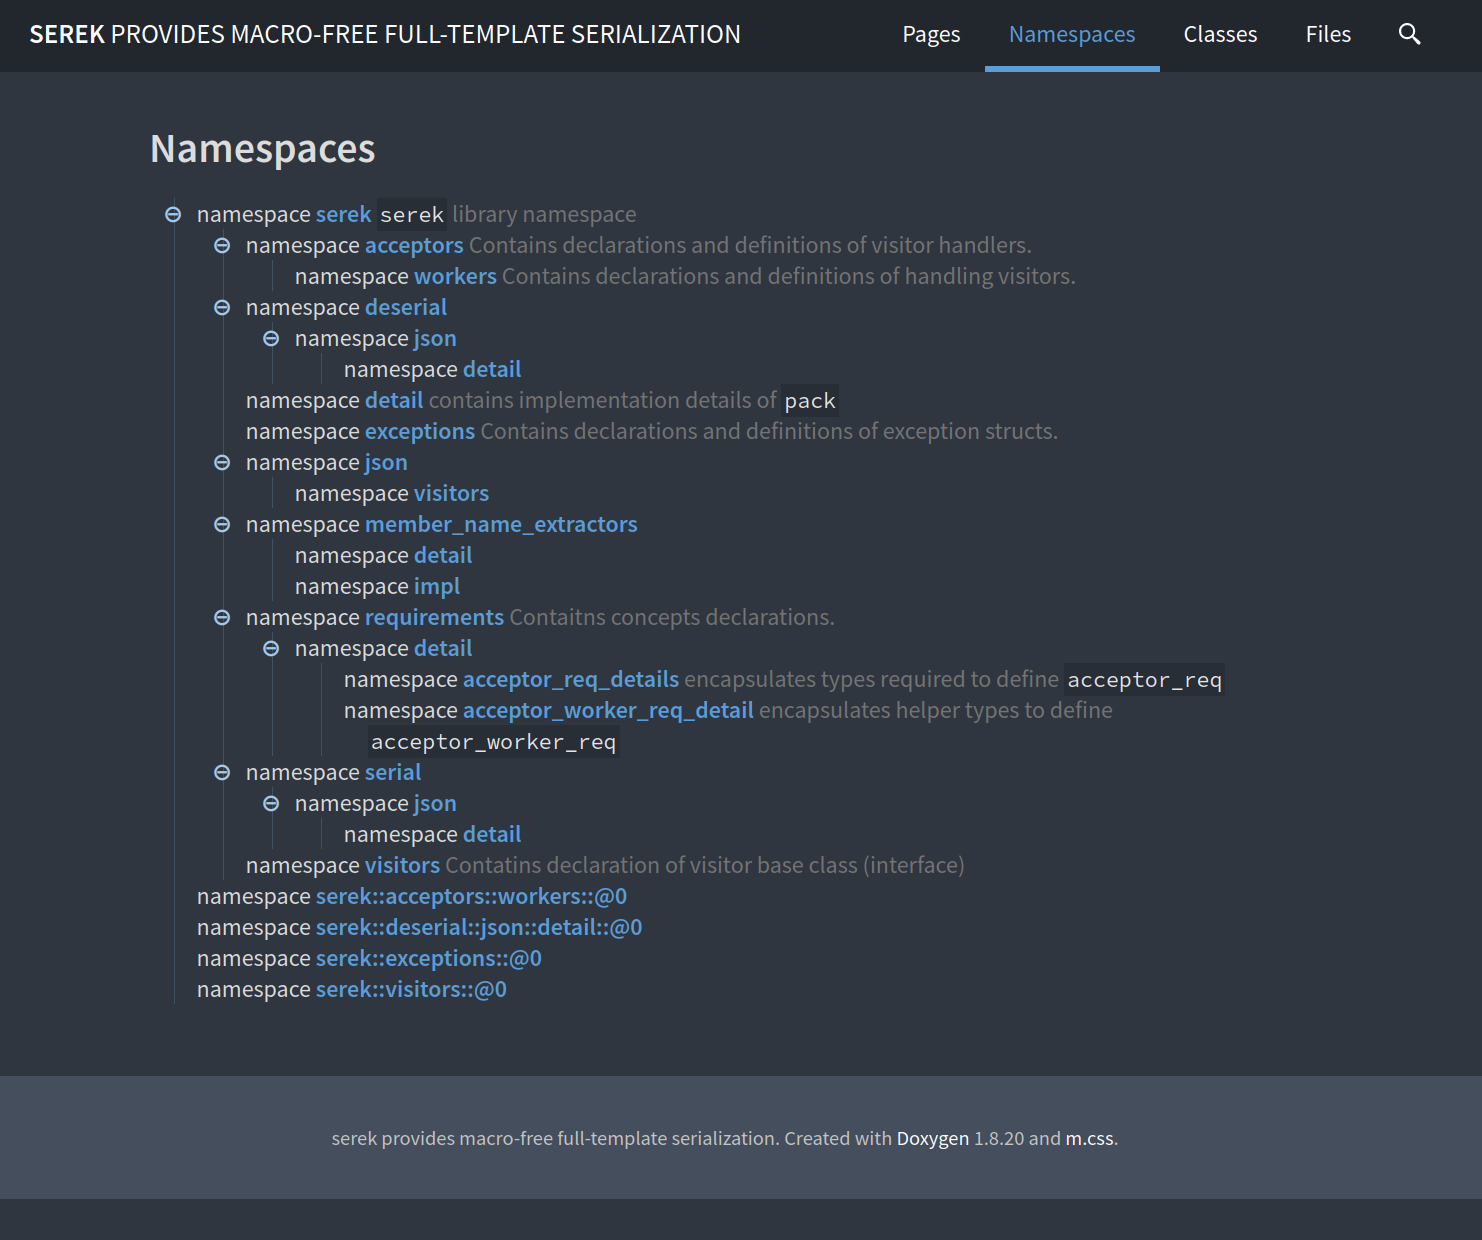 SEREK PROVIDES MACRO-FREE FULL-TEMPLATE SERIALIZATION Pages Namespaces Classes Files
Namespaces
namespace serek serek library namespace
namespace acceptors Contains declarations and definitions of visitor handlers.
namespace workers Contains declarations and definitions of handling visitors.
namespace deserial
namespace json
namespace detail
namespace detail contains implementation details of pack
namespace exceptions Contains declarations and definitions of exception structs.
namespace json
namespace visitors
namespace member_name_extractors
namespace detail
namespace impl
namespace requirements Contaitns concepts declarations.
namespace detail
namespace acceptor_req_details encapsulates types required to define acceptor_req
namespace acceptor_worker_req_detail encapsulates helper types to define
acceptor_worker_req
namespace serial
namespace json
namespace detail
namespace visitors Contatins declaration of visitor base class (interface)
namespace serek::acceptors::workers::@0
namespace serek::deserial::json::detail::@0
namespace serek::exceptions::@0
namespace serek::visitors::@0
serek provides macro-free full-template serialization. Created with Doxygen 1.8.20 and m.css.